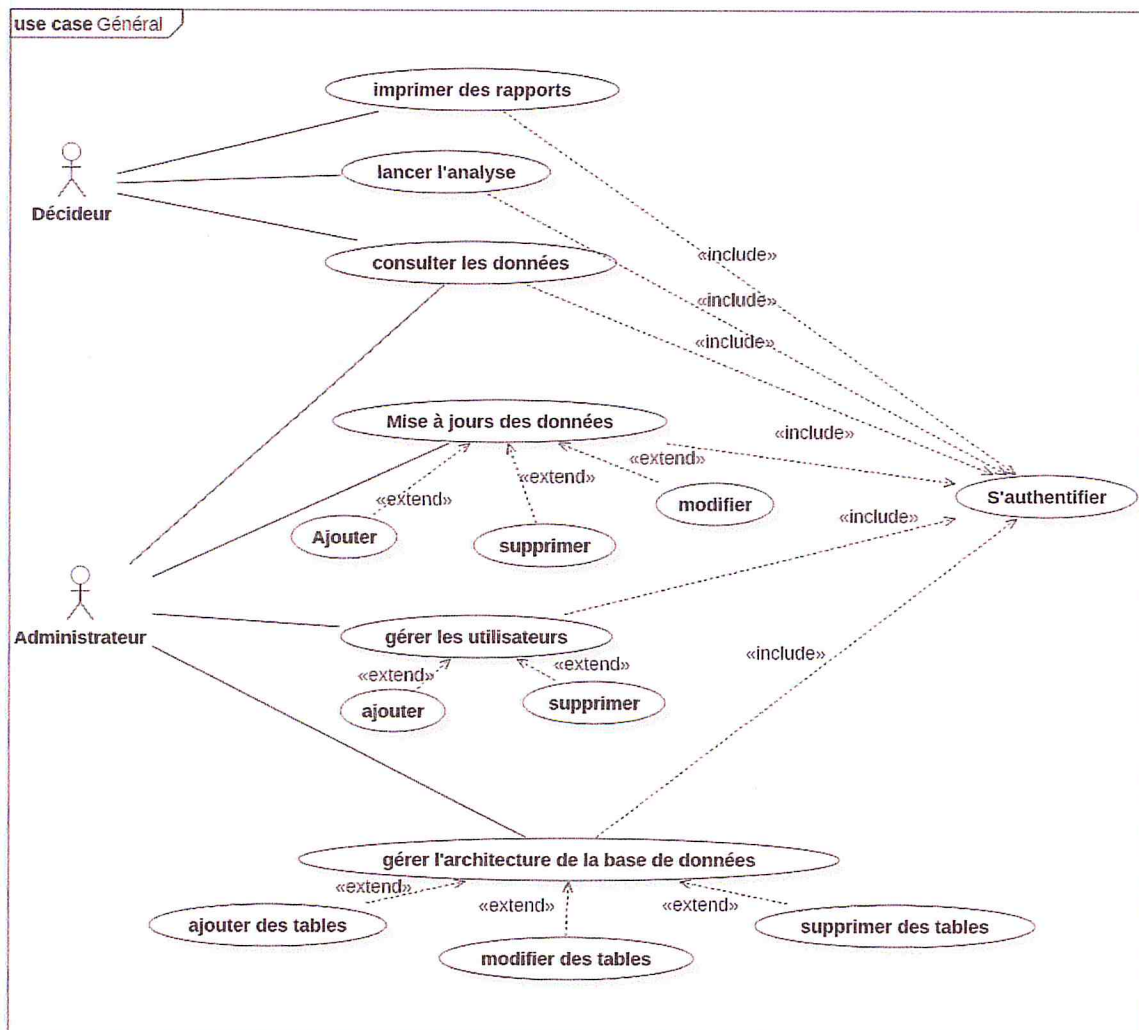 use case Général
imprimer des rapports
lancer l'analyse
Décideur
consulter les données
«include»
«include»
«include»
Mise à jours des données
«include»
«extend»
«extend»
«extend»
modifier
S'authentifier
Ajouter
supprimer
«include»
Administrateur
gérer les utilisateurs
«extend»
«extend»
ajouter
supprimer
«include»
gérer l'architecture de la base de données
«extend»
«extend»
«extend»
ajouter des tables
modifier des tables
supprimer des tables